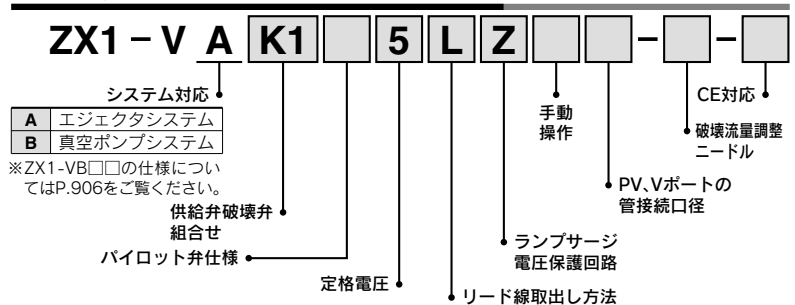 ZX1-V A K1 □ 5 L Z □ □-□-□
システム対応
A エジェクタシステム
B 真空ポンプシステム
※ZX1-VB□□の仕様につい
てはP.906をご覧ください。
供給弁破壊弁
組合せ
パイロット弁仕様
定格電圧
リード線取出し方法
ランプサージ
電圧保護回路
手動
操作
PV、Vポートの
管接続口径
破壊流量調整
ニードル
CE対応